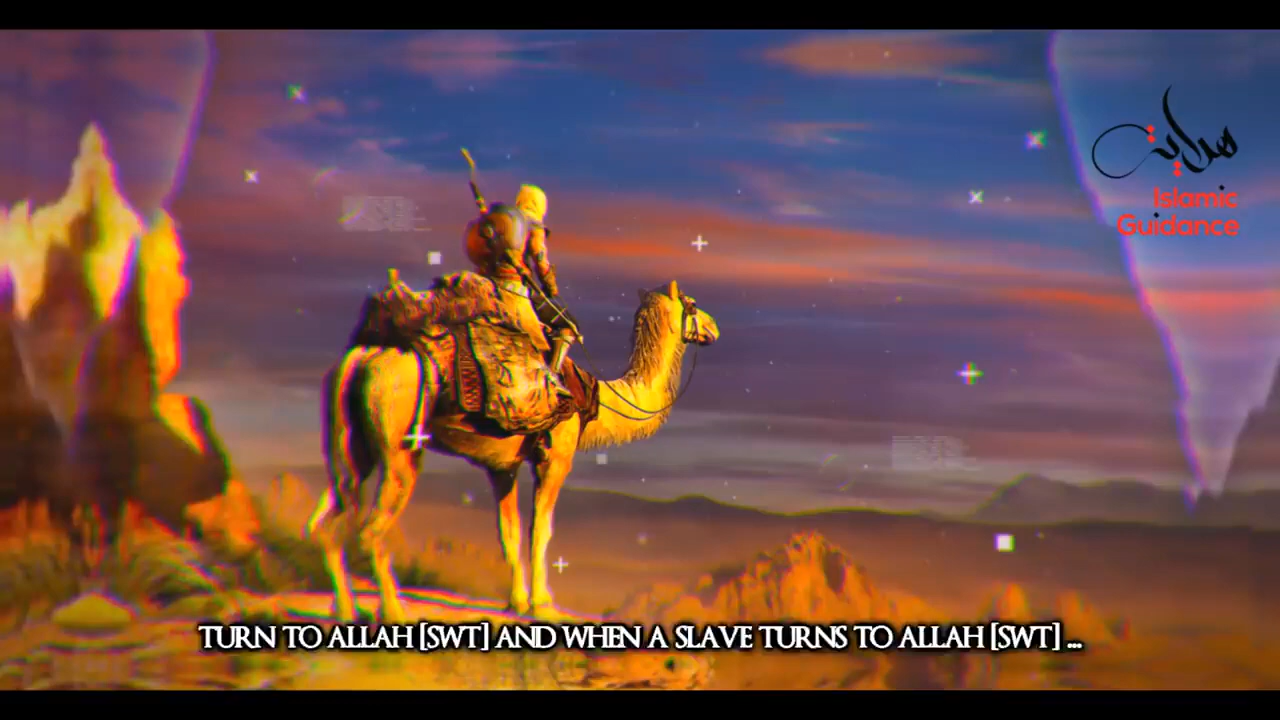 هداية
Islamic
Guidance
TURN TO ALLAH [SWT] AND WHEN A SLAVE TURNS TO ALLAH [SWT] ...